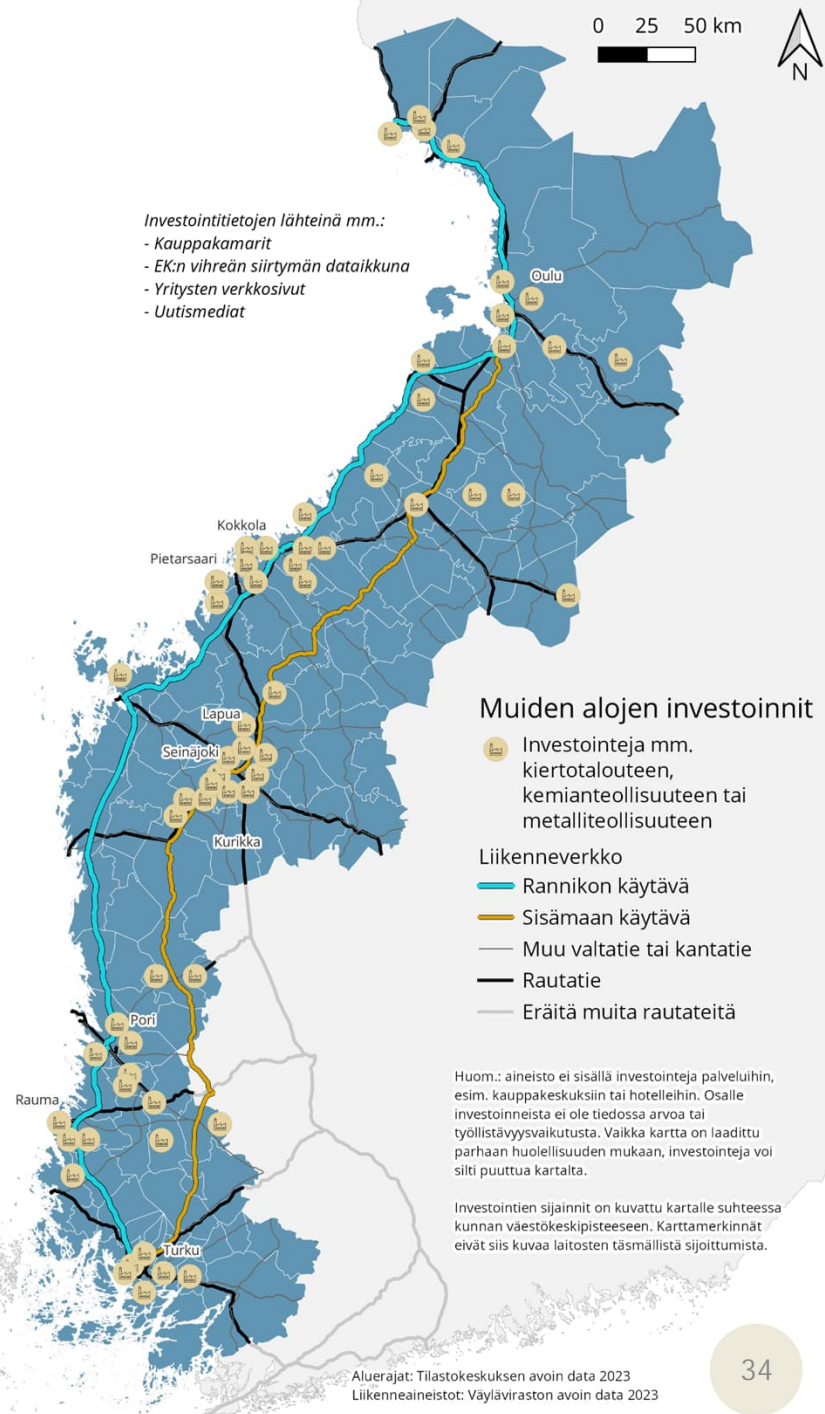 0 25 50 km
N
Investointitietojen lähteinä mm.:
- Kauppakamarit
- EK:n vihreän siirtymän dataikkuna
- Yritysten verkkosivut
- Uutismediat
Oulu
Kokkola
Pietarsaari
Lapua
Seinäjoki
Kurikka
Pori
Rauma
Turku
Muiden alojen investoinnit
Investointeja mm.
kiertotalouteen,
kemianteollisuuteen tai
metalliteollisuuteen
Liikenneverkko
Rannikon käytävä
Sisämaan käytävä
Muu valtatie tai kantatie
Rautatie
Eräitä muita rautateitä
Huom.: aineisto ei sisällä investointeja palveluihin,
esim. kauppakeskuksiin tai hotelleihin. Osalle
investoinneista ei ole tiedossa arvoa tai
työllistävyysvaikutusta. Vaikka kartta on laadittu
parhaan huolellisuuden mukaan, investointeja voi
silti puuttua kartalta.
Investointien sijainnit on kuvattu kartalle suhteessa
kunnan väestökeskipisteeseen. Karttamerkinnät
eivät siis kuvaa laitosten täsmällistä sijoittumista.
Aluerajat: Tilastokeskuksen avoin data 2023
Liikenneaineistot: Väyläviraston avoin data 2023
34